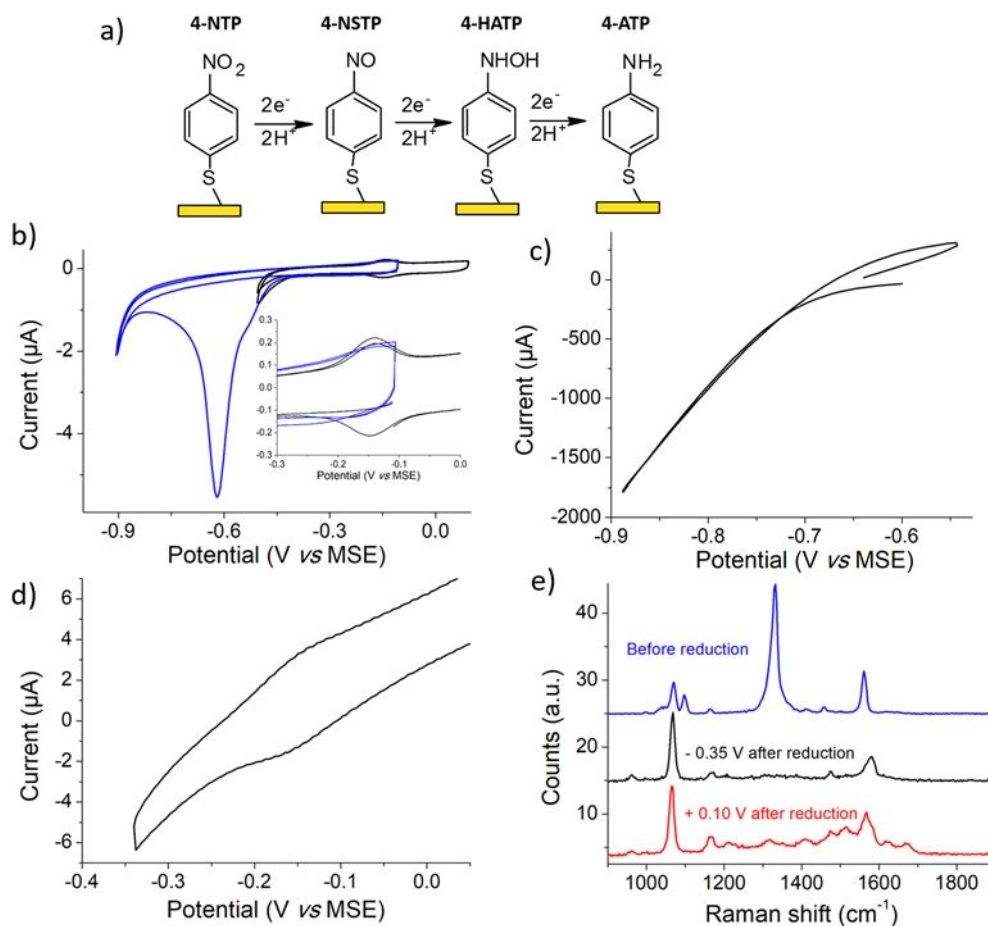 a)
4-NTP 4-NSTP 4-HATP 4-ATP
NO₂ NO NHOH NH₂
2e⁻ 2e⁻ 2e⁻
2H⁺ 2H⁺ 2H⁺
S S S S
b)
0
-2
-4
Current (µA)
-0.9 -0.6 -0.3 0.0
Potential (V vs MSE)
0.3
0.2
0.1
0.0
-0.1
-0.2
-0.3
Current (µA)
-0.3 -0.2 -0.1 0.0
Potential (V vs MSE)
c)
0
-500
-1000
-1500
-2000
Current (µA)
-0.9 -0.8 -0.7 -0.6
Potential (V vs MSE)
d)
6
4
2
0
-2
-4
-6
Current (µA)
-0.4 -0.3 -0.2 -0.1 0.0
Potential (V vs MSE)
e)
40
30
20
10
Counts (a.u.)
Before reduction
- 0.35 V after reduction
+ 0.10 V after reduction
1000 1200 1400 1600 1800
Raman shift (cm⁻¹)